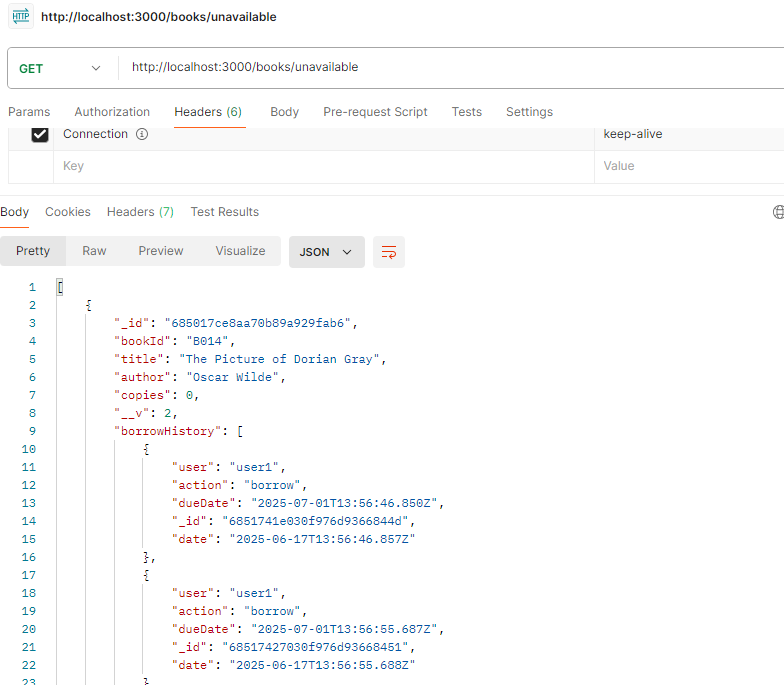 HTTP http://localhost:3000/books/unavailable
GET http://localhost:3000/books/unavailable
Params Authorization Headers (6) Body Pre-request Script Tests Settings
Connection keep-alive
Key Value
Body Cookies Headers (7) Test Results
Pretty Raw Preview Visualize JSON
1 [
2 {
3 "_id": "685017ce8aa70b89a929fab6",
4 "bookId": "B014",
5 "title": "The Picture of Dorian Gray",
6 "author": "Oscar Wilde",
7 "copies": 0,
8 "__v": 2,
9 "borrowHistory": [
10 {
11 "user": "user1",
12 "action": "borrow",
13 "dueDate": "2025-07-01T13:56:46.850Z",
14 "_id": "6851741e030f976d9366844d",
15 "date": "2025-06-17T13:56:46.857Z"
16 },
17 {
18 "user": "user1",
19 "action": "borrow",
20 "dueDate": "2025-07-01T13:56:55.687Z",
21 "_id": "68517427030f976d93668451",
22 "date": "2025-06-17T13:56:55.688Z"
23 }